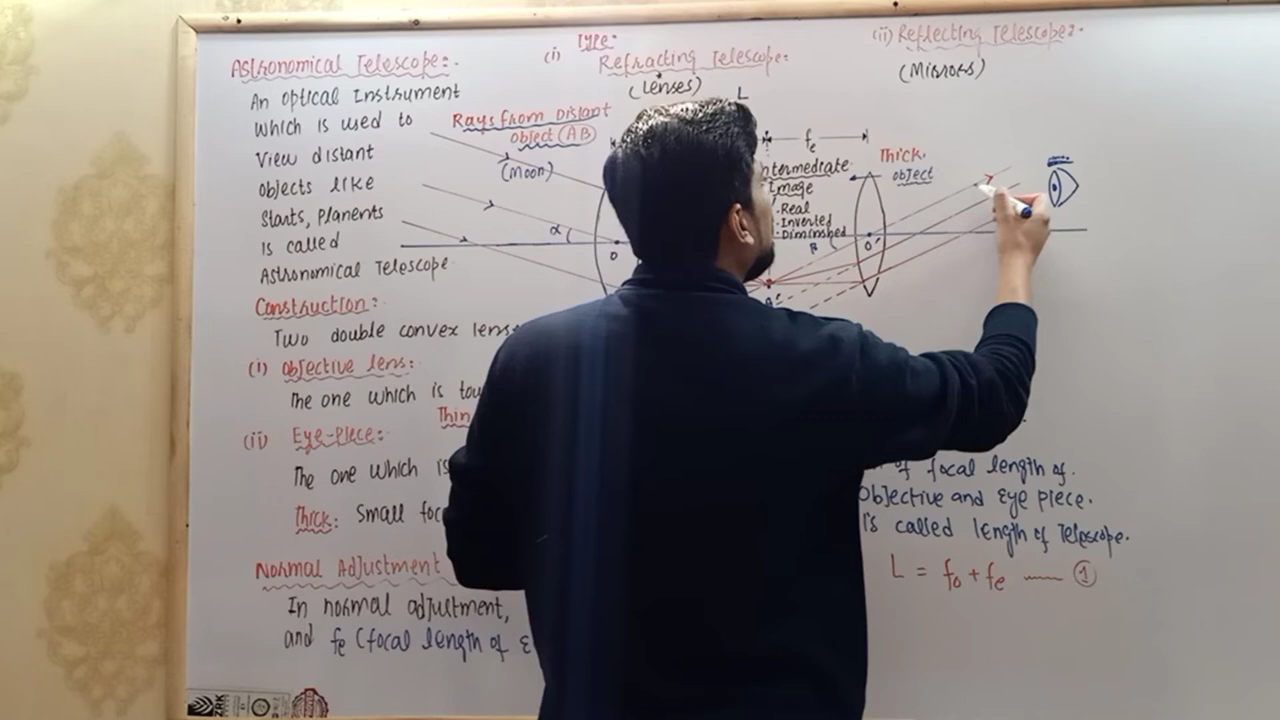 Astronomical Telescope:-
An optical Instrument
which is used to
View distant
objects like
Starts, Planents
is called
Astronomical Telescope
Construction:
Two double convex lens
(i) Objective lens:
The one which is tou
Thin
(ii) Eye-Piece:
The one which is
Thick: Small foc
Normal Adjustment
In normal adjustment,
and fe (focal length of E
Type:
(i) Refracting Telescope:
(Lenses)
(ii) Reflecting Telescope:
(Mirrors)
Rays from Distant
object (AB)
(Moon)
α
O
L
fe
Intermediate
Image
Real
Inverted
Diminished
B
A'
Thick.
object
O'
of focal length of.
Objective and Eye piece.
is called length of Telescope.
L = fo + fe ---- ①
ZRK